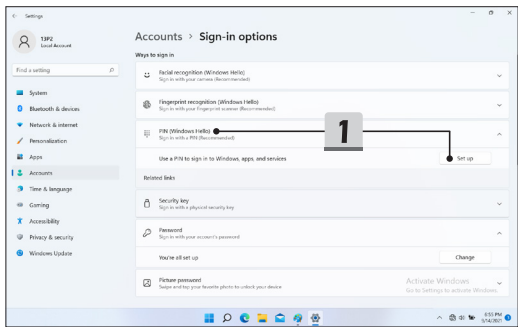 Settings
13P2
Local Account
Find a setting
System
Bluetooth & devices
Network & internet
Personalization
Apps
Accounts
Time & language
Gaming
Accessibility
Privacy & security
Windows Update
Accounts > Sign-in options
Ways to sign in
Facial recognition (Windows Hello)
Sign in with your camera (Recommended)
Fingerprint recognition (Windows Hello)
Sign in with your fingerprint scanner (Recommended)
PIN (Windows Hello)
Sign in with a PIN (Recommended)
1
Use a PIN to sign in to Windows, apps, and services
Set up
Related links
Security key
Sign in with a physical security key
Password
Sign in with your account's password
You're all set up
Change
Picture password
Swipe and tap your favorite photo to unlock your device
Activate Windows
Go to Settings to activate Windows.
6:55 PM
9/14/2021